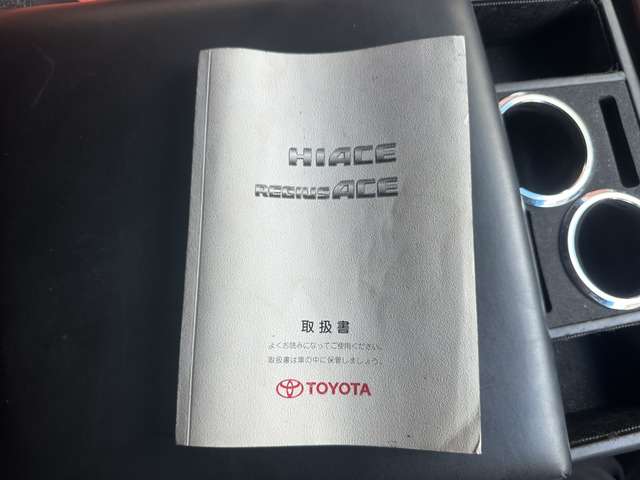 HIACE
REGIUSACE
取扱書
よくお読みになってご使用ください。
取扱書は車の中に保管しましょう。
TOYOTA